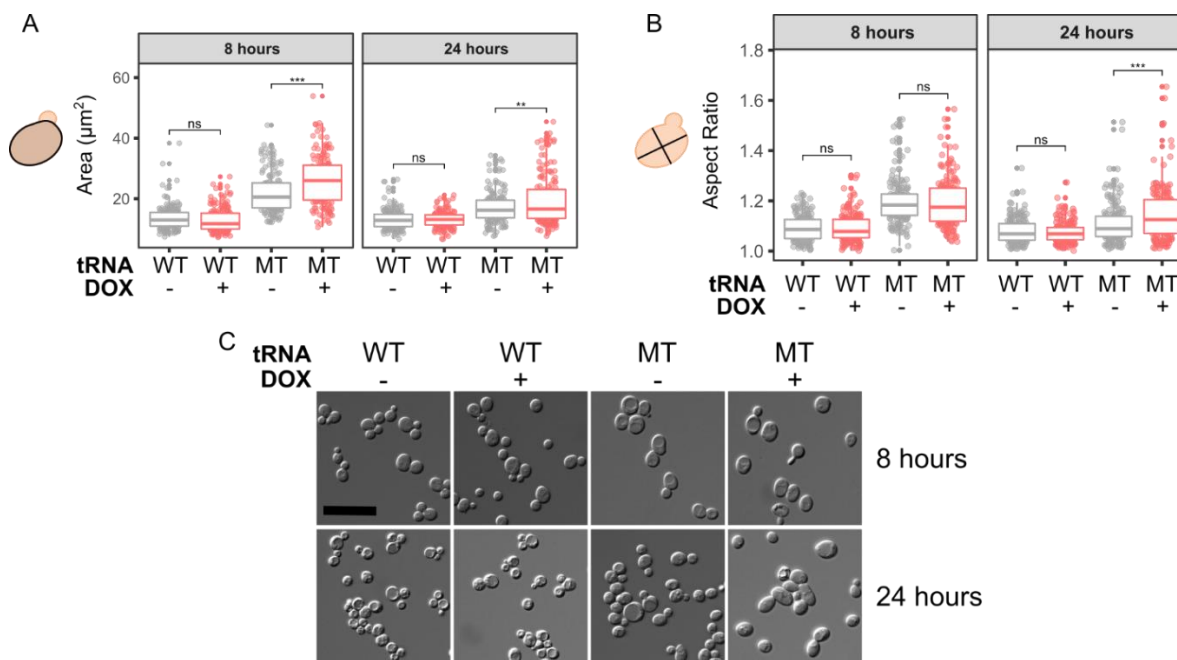 A
8 hours
24 hours
Area (μm²)
60
40
20
ns
***
ns
**
tRNA WT WT MT MT WT WT MT MT
DOX - + - + - + - +
B
8 hours
24 hours
Aspect Ratio
1.8
1.6
1.4
1.2
1.0
ns
ns
ns
***
tRNA WT WT MT MT WT WT MT MT
DOX - + - + - + - +
C
tRNA WT WT MT MT
DOX - + - +
8 hours
24 hours